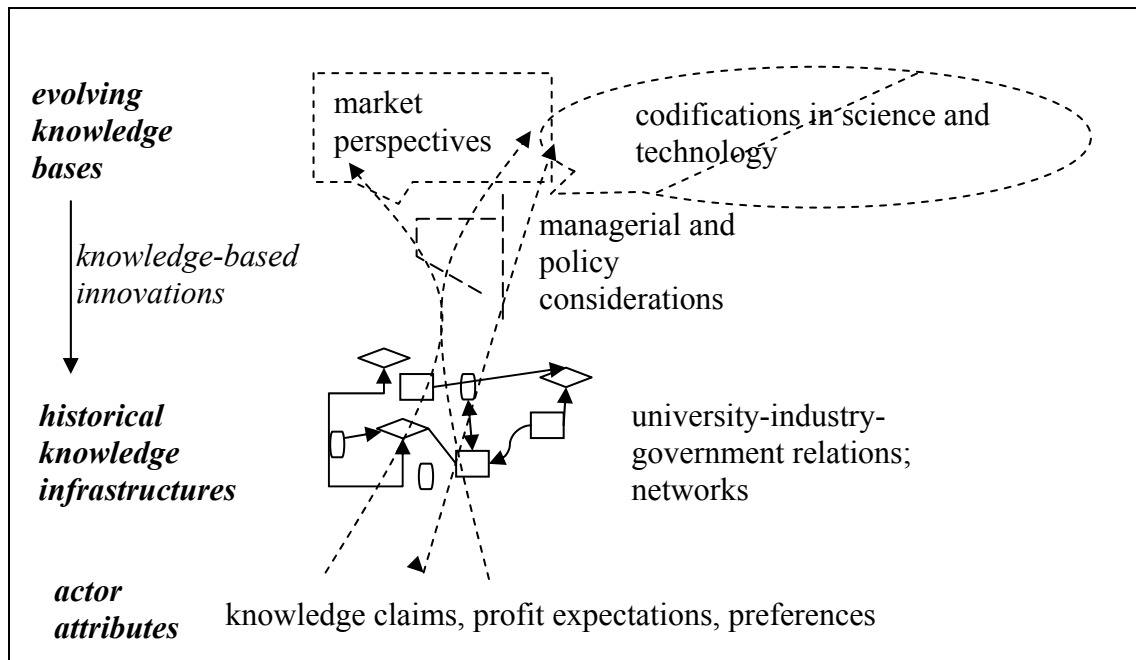 evolving
knowledge
bases
market
perspectives
codifications in science and
technology
knowledge-based
innovations
managerial and
policy
considerations
historical
knowledge
infrastructures
university-industry-
government relations;
networks
actor
attributes
knowledge claims, profit expectations, preferences